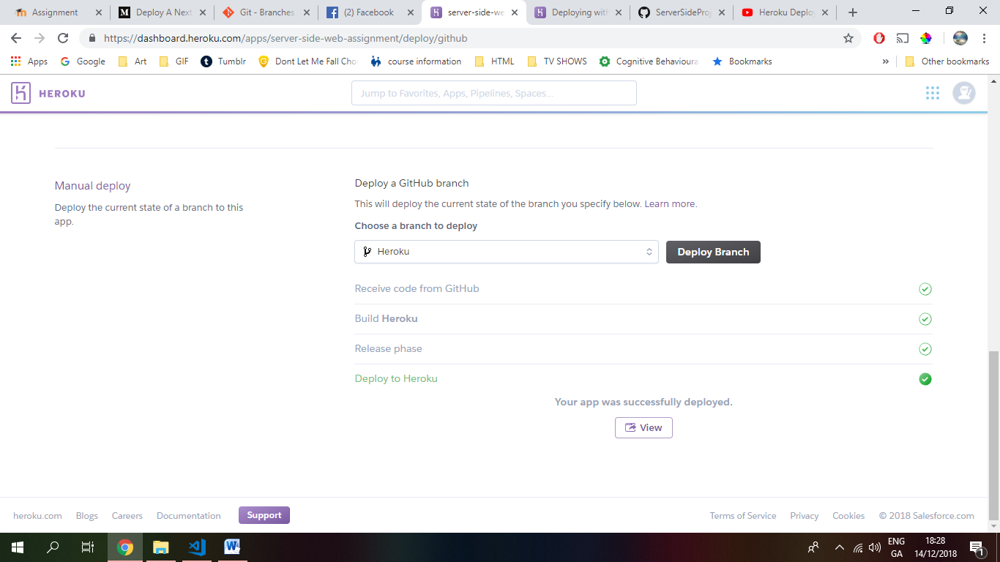 Assignment
Deploy A Next
Git - Branches
(2) Facebook
server-side-we
Deploying with
ServerSideProj
Heroku Deploy
https://dashboard.heroku.com/apps/server-side-web-assignment/deploy/github
Apps
Google
Art
GIF
Tumblr
Dont Let Me Fall Cho
course information
HTML
TV SHOWS
Cognitive Behavioura
Bookmarks
»
Other bookmarks
HEROKU
Jump to Favorites, Apps, Pipelines, Spaces...
Manual deploy
Deploy the current state of a branch to this
app.
Deploy a GitHub branch
This will deploy the current state of the branch you specify below. Learn more.
Choose a branch to deploy
Heroku
Deploy Branch
Receive code from GitHub
Build Heroku
Release phase
Deploy to Heroku
Your app was successfully deployed.
View
heroku.com
Blogs
Careers
Documentation
Support
Terms of Service
Privacy
Cookies
© 2018 Salesforce.com
ENG
GA
18:28
14/12/2018
1